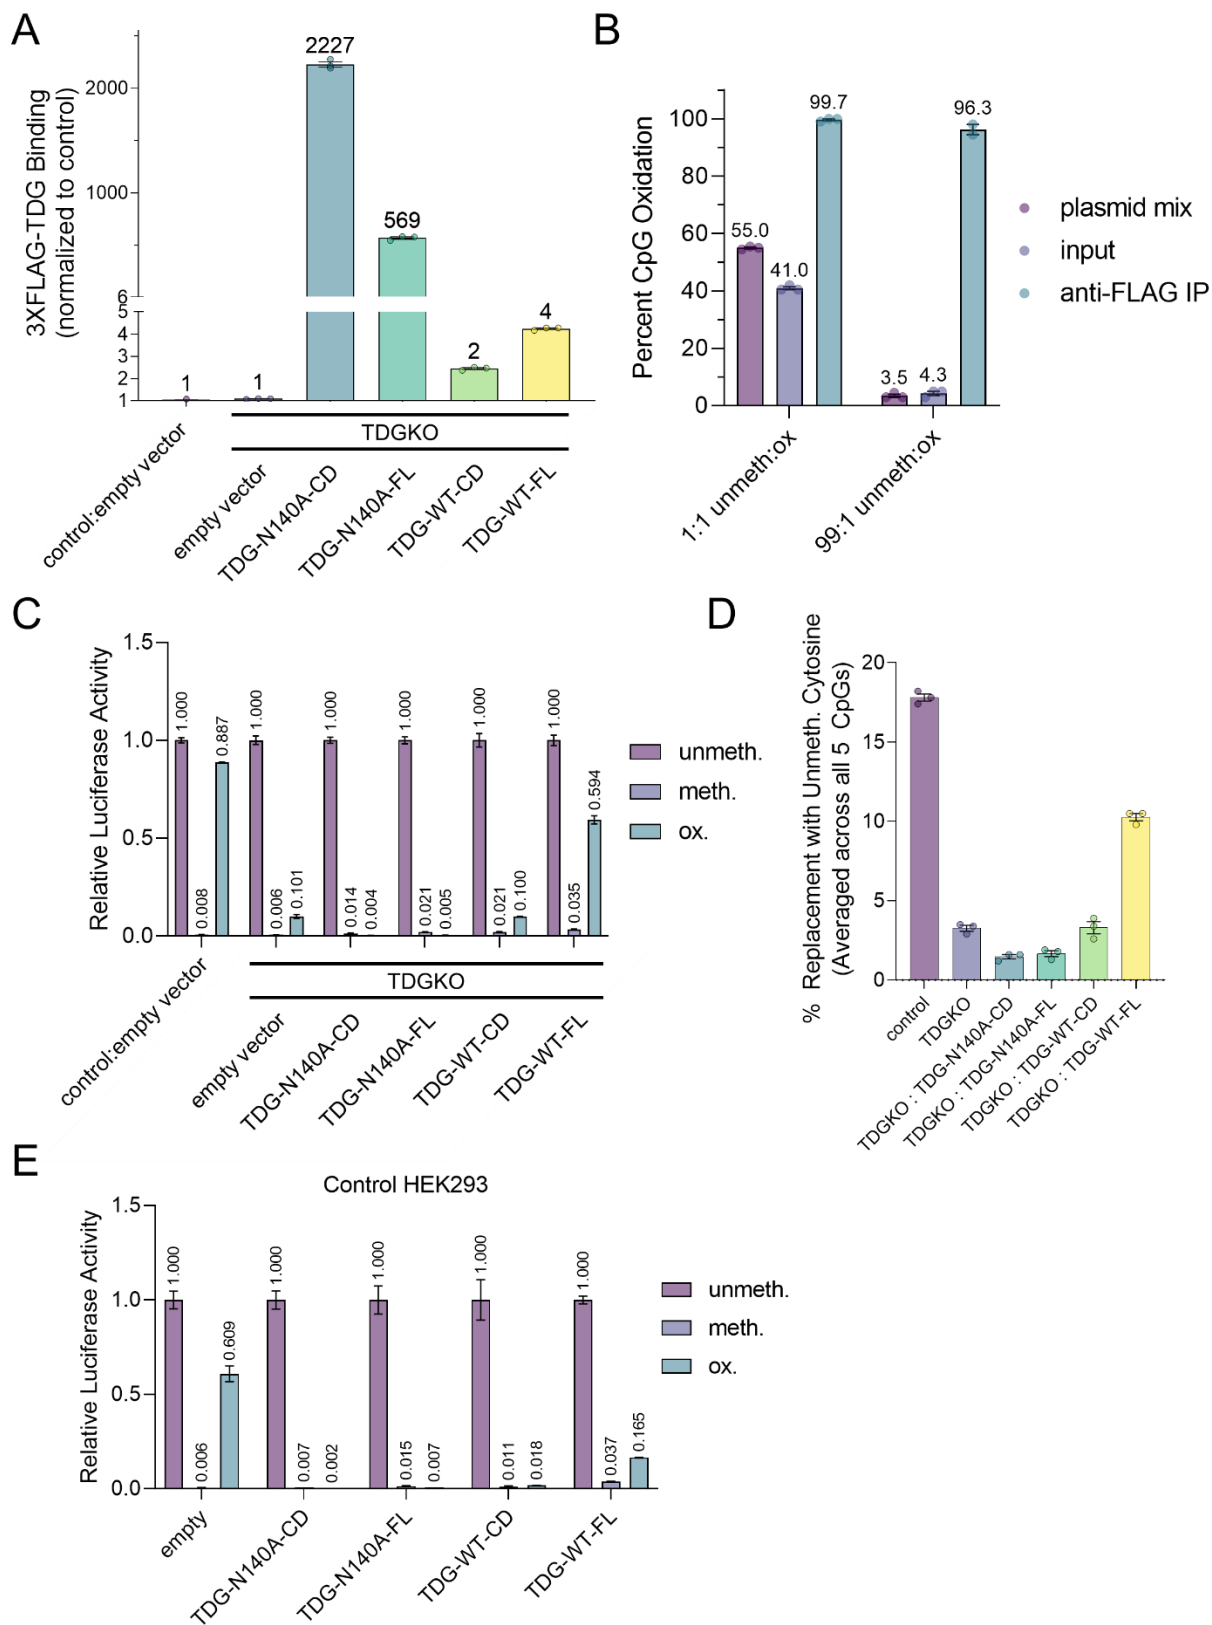 A
3XFLAG-TDG Binding
(normalized to control)
2000
1000
6
5
4
3
2
1
1
1
2227
569
2
4
TDGKO
control:empty vector
empty vector
TDG-N140A-CD
TDG-N140A-FL
TDG-WT-CD
TDG-WT-FL
B
Percent CpG Oxidation
100
80
60
40
20
0
55.0
41.0
99.7
3.5
4.3
96.3
1:1 unmeth:ox
99:1 unmeth:ox
plasmid mix
input
anti-FLAG IP
C
Relative Luciferase Activity
1.5
1.0
0.5
0.0
1.000
0.008
0.887
1.000
0.006
0.101
1.000
0.014
0.004
1.000
0.021
0.005
1.000
0.021
0.100
1.000
0.035
0.594
unmeth.
meth.
ox.
TDGKO
control:empty vector
empty vector
TDG-N140A-CD
TDG-N140A-FL
TDG-WT-CD
TDG-WT-FL
D
% Replacement with Unmeth. Cytosine
(Averaged across all 5 CpGs)
20
15
10
5
0
control
TDGKO
TDGKO : TDG-N140A-CD
TDGKO : TDG-N140A-FL
TDGKO : TDG-WT-CD
TDGKO : TDG-WT-FL
E
Control HEK293
Relative Luciferase Activity
1.5
1.0
0.5
0.0
1.000
0.006
0.609
1.000
0.007
0.002
1.000
0.015
0.007
1.000
0.011
0.018
1.000
0.037
0.165
unmeth.
meth.
ox.
empty
TDG-N140A-CD
TDG-N140A-FL
TDG-WT-CD
TDG-WT-FL